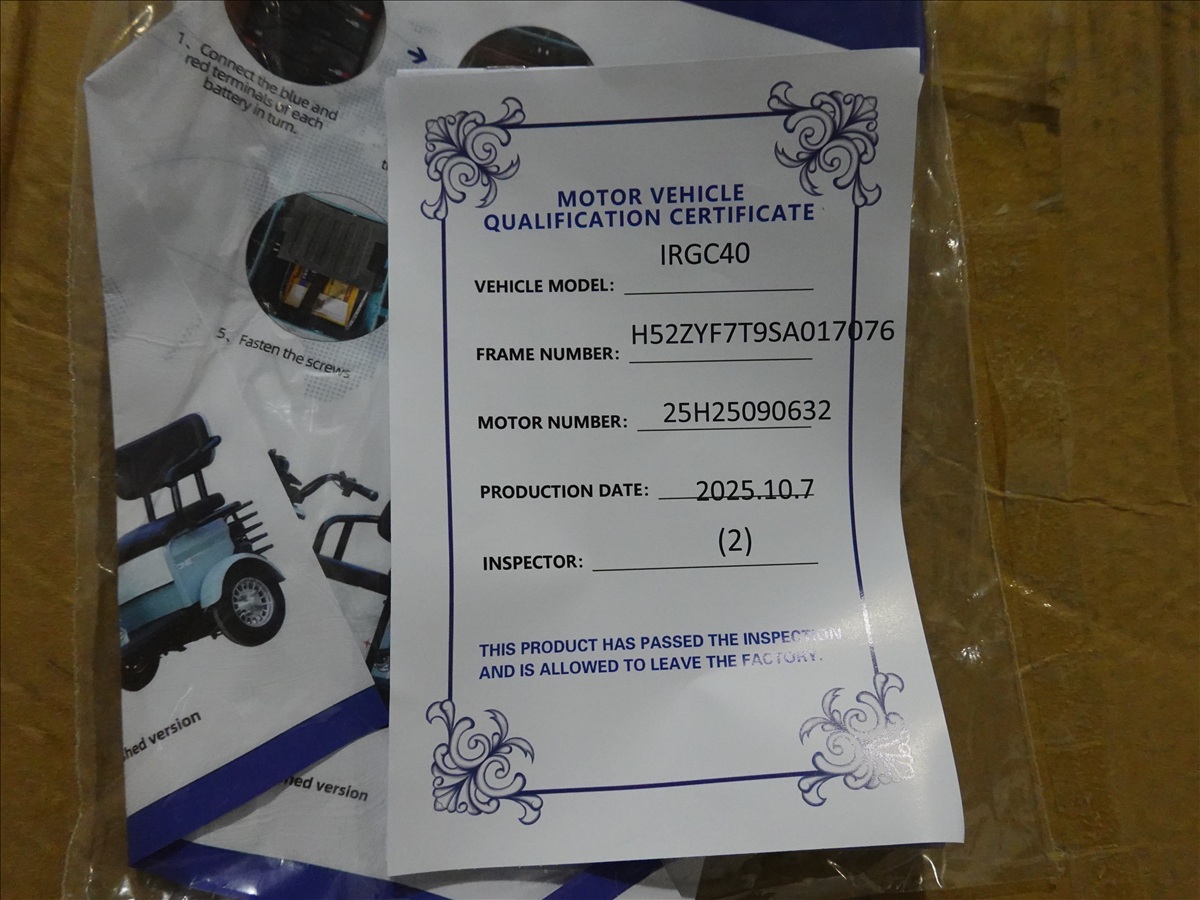 1、Connect the blue and
red terminals of each
battery in turn.
5、Fasten the screws
MOTOR VEHICLE
QUALIFICATION CERTIFICATE
IRGC40
VEHICLE MODEL:
H52ZYF7T9SA017076
FRAME NUMBER:
MOTOR NUMBER: 25H25090632
PRODUCTION DATE: 2025.10.7
(2)
INSPECTOR:
THIS PRODUCT HAS PASSED THE INSPECTION
AND IS ALLOWED TO LEAVE THE FACTORY.
version
version